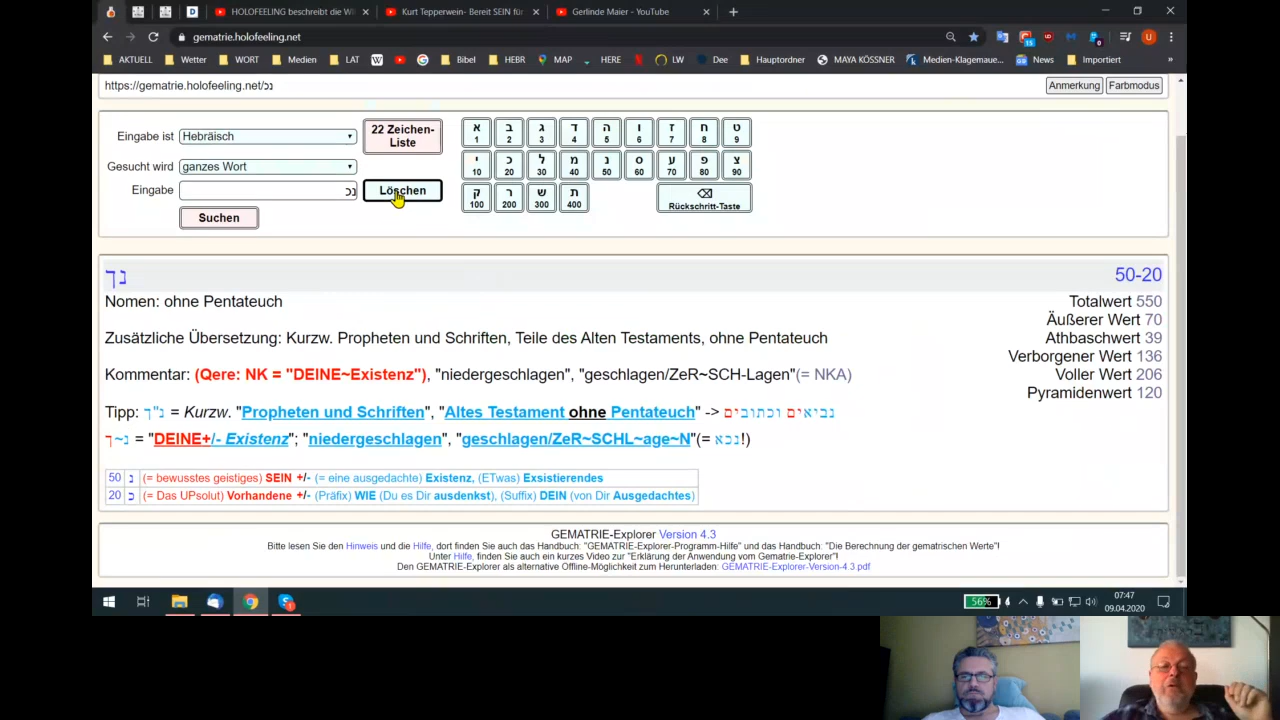 HOLOFEELING beschreibt die WI
Kurt Tepperwein- Bereit SEIN für
Gerlinde Maier - YouTube
gematrie.holofeeling.net
AKTUELL Wetter WORT Medien LAT Bibel HEBR MAP HERE LW Dee Hauptordner MAYA KÖSSNER Medien-Klagemaue... News Importiert »
https://gematrie.holofeeling.net/נכ
Anmerkung Farbmodus
Eingabe ist Hebräisch
22 Zeichen-
Liste
Gesucht wird ganzes Wort
Eingabe נכ Löschen
Suchen
א ב ג ד ה ו ז ח ט
1 2 3 4 5 6 7 8 9
י כ ל מ נ ס ע פ צ
10 20 30 40 50 60 70 80 90
ק ר ש ת
100 200 300 400
Rückschritt-Taste
נך 50-20
Nomen: ohne Pentateuch
Totalwert 550
Äußerer Wert 70
Athbaschwert 39
Verborgener Wert 136
Voller Wert 206
Pyramidenwert 120
Zusätzliche Übersetzung: Kurzw. Propheten und Schriften, Teile des Alten Testaments, ohne Pentateuch
Kommentar: (Qere: NK = "DEINE~Existenz"), "niedergeschlagen", "geschlagen/ZeR~SCH-Lagen"(= NKA)
Tipp: נ"ך = Kurzw. "Propheten und Schriften", "Altes Testament ohne Pentateuch" -> נביאים וכתובים
נ~ך = "DEINE+/- Existenz"; "niedergeschlagen", "geschlagen/ZeR~SCHL~age~N"(= נכא!)
50 נ (= bewusstes geistiges) SEIN +/- (= eine ausgedachte) Existenz, (ETwas) Exsistierendes
20 כ (= Das UPsolut) Vorhandene +/- (Präfix) WIE (Du es Dir ausdenkst), (Suffix) DEIN (von Dir Ausgedachtes)
GEMATRIE-Explorer Version 4.3
Bitte lesen Sie den Hinweis und die Hilfe, dort finden Sie auch das Handbuch: "GEMATRIE-Explorer-Programm-Hilfe" und das Handbuch: "Die Berechnung der gematrischen Werte"!
Unter Hilfe, finden Sie auch ein kurzes Video zur "Erklärung der Anwendung vom Gematrie-Explorer"!
Den GEMATRIE-Explorer als alternative Offline-Möglichkeit zum Herunterladen: GEMATRIE-Explorer-Version-4.3 pdf
56%
07:47
09.04.2020